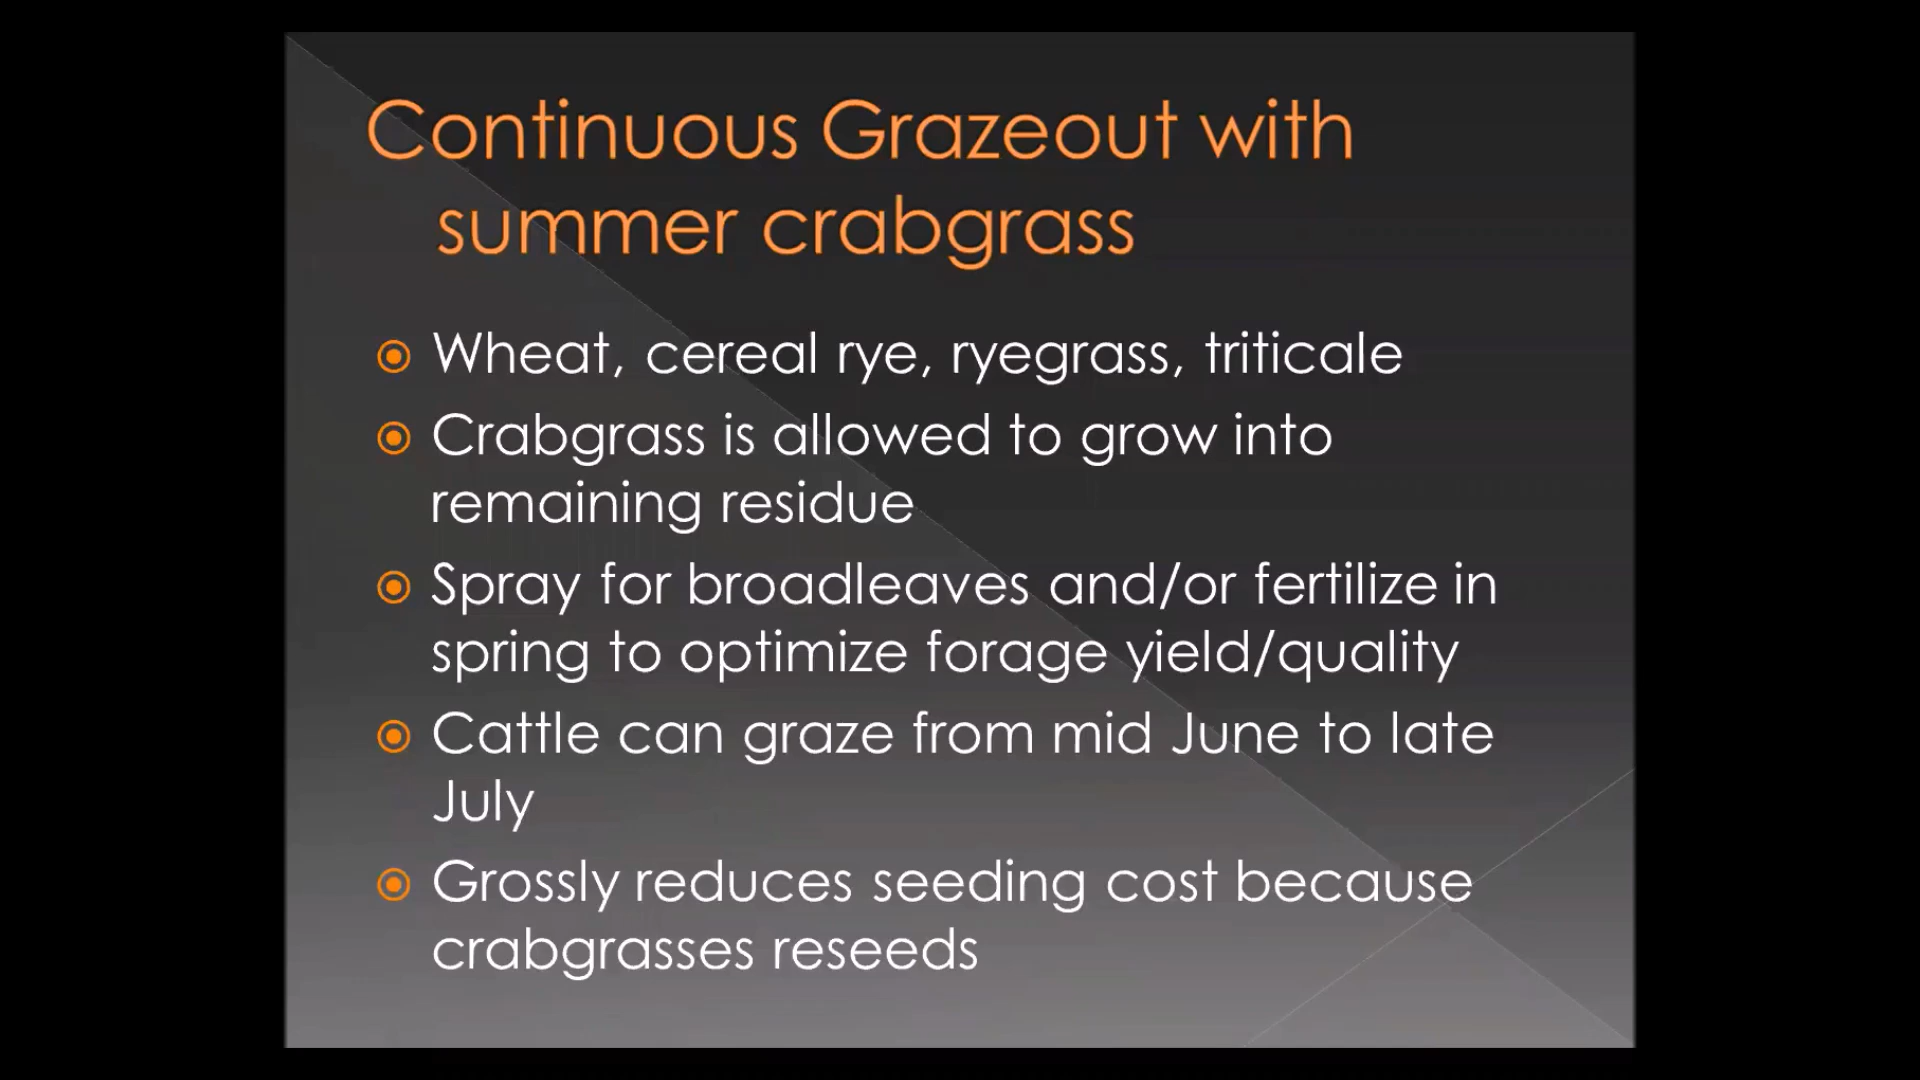 Continuous Grazeout with
summer crabgrass
Wheat, cereal rye, ryegrass, triticale
Crabgrass is allowed to grow into
remaining residue
Spray for broadleaves and/or fertilize in
spring to optimize forage yield/quality
Cattle can graze from mid June to late
July
Grossly reduces seeding cost because
crabgrasses reseeds